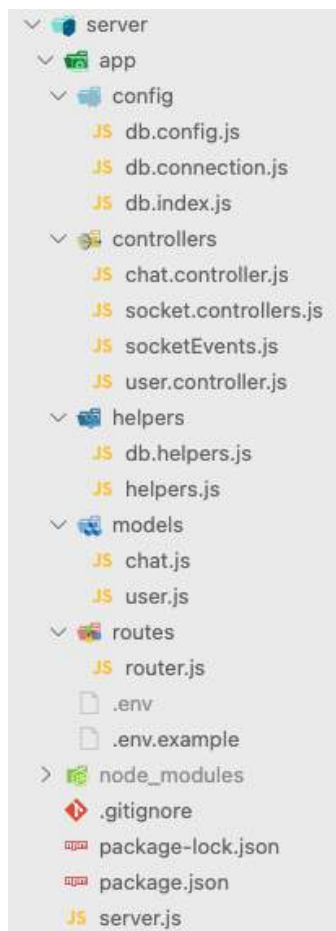 server
app
config
JS db.config.js
JS db.connection.js
JS db.index.js
controllers
JS chat.controller.js
JS socket.controllers.js
JS socketEvents.js
JS user.controller.js
helpers
JS db.helpers.js
JS helpers.js
models
JS chat.js
JS user.js
routes
JS router.js
.env
.env.example
node_modules
.gitignore
npm package-lock.json
npm package.json
JS server.js